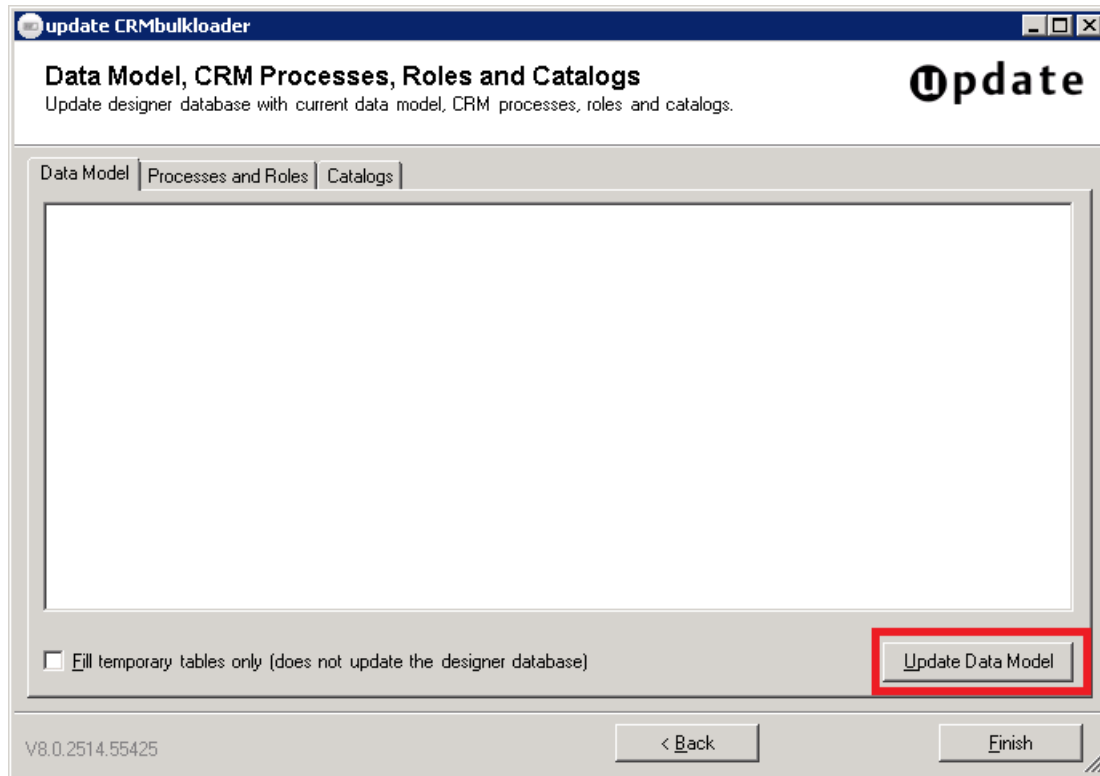 update CRMbulkloader
Data Model, CRM Processes, Roles and Catalogs
update
Update designer database with current data model, CRM processes, roles and catalogs.
Data Model Processes and Roles Catalogs
Fill temporary tables only (does not update the designer database)
Update Data Model
V8.0.2514.55425
< Back
Finish